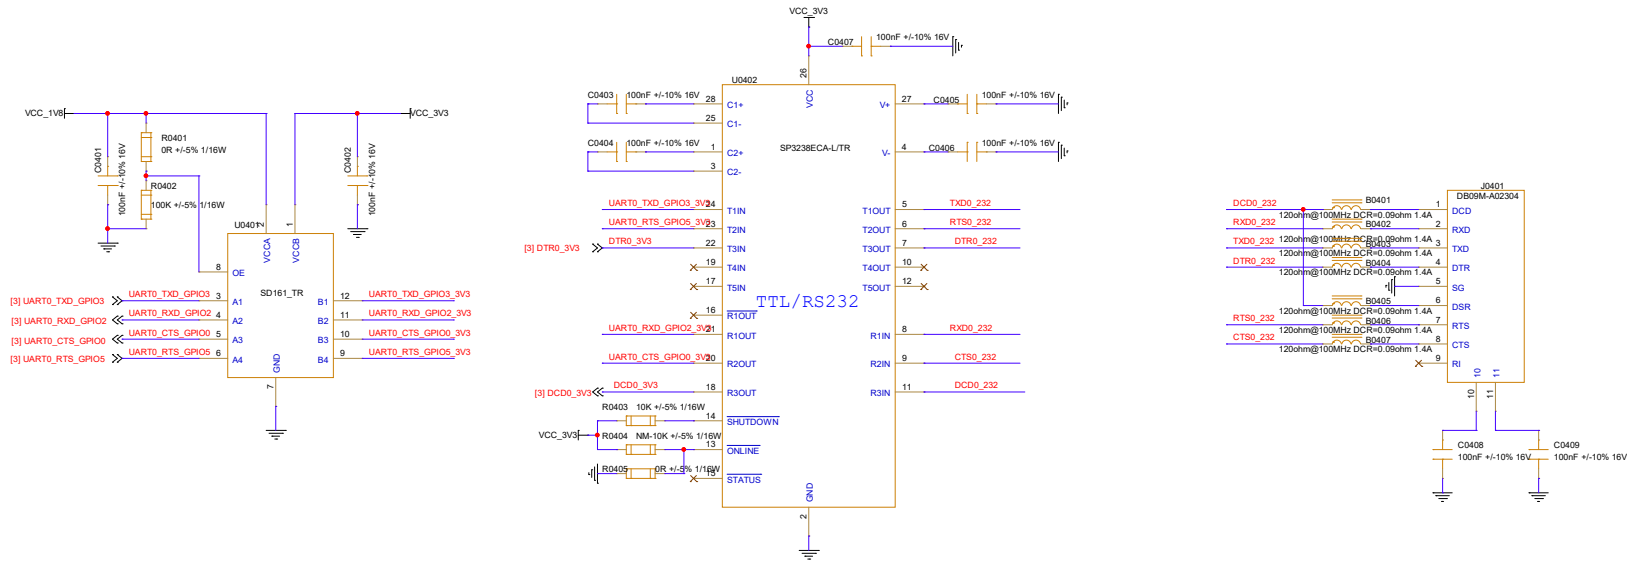 VCC_3V3
C0407
100nF +/-10% 16V
26
VCC_1V8
VCC_3V3
C0401
100nF +/-10% 16V
R0401
0R +/-5% 1/16W
R0402
100K +/-5% 1/16W
C0402
100nF +/-10% 16V
U0401
2
1
VCCA
VCCB
8
OE
SD161_TR
[3] UART0_TXD_GPIO3
UART0_TXD_GPIO3
3
A1
B1
12
UART0_TXD_GPIO3_3V3
[3] UART0_RXD_GPIO2
UART0_RXD_GPIO2
4
A2
B2
11
UART0_RXD_GPIO2_3V3
[3] UART0_CTS_GPIO0
UART0_CTS_GPIO0
5
A3
B3
10
UART0_CTS_GPIO0_3V3
[3] UART0_RTS_GPIO5
UART0_RTS_GPIO5
6
A4
B4
9
UART0_RTS_GPIO5_3V3
GND
7
U0402
VCC
SP3238ECA-L/TR
TTL/RS232
C0403
100nF +/-10% 16V
28
C1+
25
C1-
C0404
100nF +/-10% 16V
1
C2+
3
C2-
V+
27
C0405
100nF +/-10% 16V
V-
4
C0406
100nF +/-10% 16V
UART0_TXD_GPIO3_3V3
24
T1IN
T1OUT
5
TXD0_232
UART0_RTS_GPIO5_3V3
23
T2IN
T2OUT
6
RTS0_232
[3] DTR0_3V3
DTR0_3V3
22
T3IN
T3OUT
7
DTR0_232
19
T4IN
T4OUT
10
17
T5IN
T5OUT
12
16
R1OUT
UART0_RXD_GPIO2_3V3
21
R1OUT
R1IN
8
RXD0_232
UART0_CTS_GPIO0_3V3
20
R2OUT
R2IN
9
CTS0_232
[3] DCD0_3V3
DCD0_3V3
18
R3OUT
R3IN
11
DCD0_232
R0403
10K +/-5% 1/16W
14
SHUTDOWN
VCC_3V3
R0404
NM-10K +/-5% 1/16W
13
ONLINE
R0405
0R +/-5% 1/16W
15
STATUS
GND
2
J0401
DB09M-A02304
DCD0_232
B0401
120ohm@100MHz DCR=0.09ohm 1.4A
1
DCD
RXD0_232
B0402
120ohm@100MHz DCR=0.09ohm 1.4A
2
RXD
TXD0_232
B0403
120ohm@100MHz DCR=0.09ohm 1.4A
3
TXD
DTR0_232
B0404
120ohm@100MHz DCR=0.09ohm 1.4A
4
DTR
5
SG
B0405
120ohm@100MHz DCR=0.09ohm 1.4A
6
DSR
RTS0_232
B0406
120ohm@100MHz DCR=0.09ohm 1.4A
7
RTS
CTS0_232
B0407
120ohm@100MHz DCR=0.09ohm 1.4A
8
CTS
9
RI
10
11
10
11
C0408
100nF +/-10% 16V
C0409
100nF +/-10% 16V